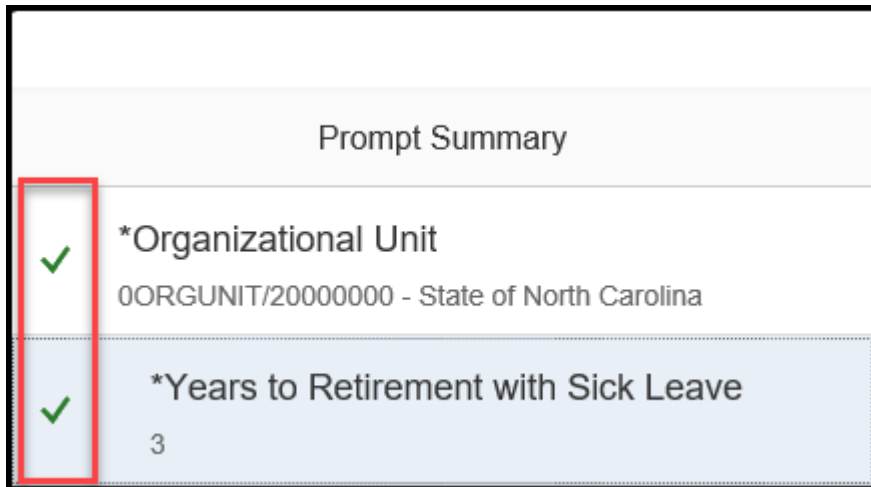 Prompt Summary
*Organizational Unit
0ORGUNIT/20000000 - State of North Carolina
*Years to Retirement with Sick Leave
3